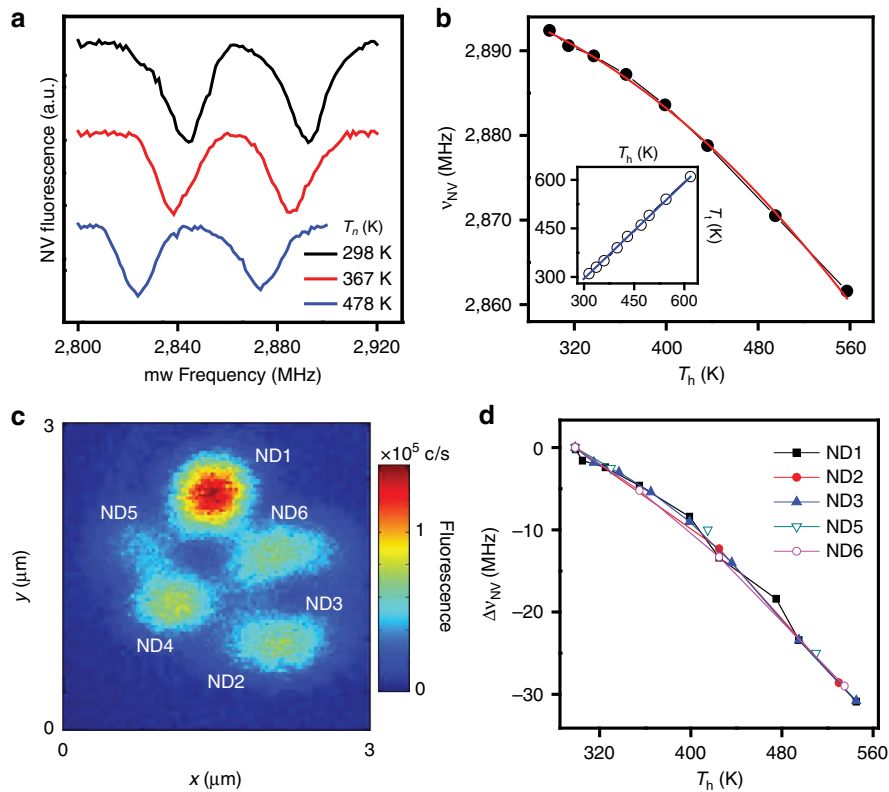 a
NV fluorescence (a.u.)
T_n (K)
298 K
367 K
478 K
2,800 2,840 2,880 2,920
mw Frequency (MHz)
b
ν_NV (MHz)
2,890
2,880
2,870
2,860
T_h (K)
600
450
300
T_t (K)
300 450 600
320 400 480 560
T_h (K)
c
3
y (μm)
0
0 3
x (μm)
ND1
ND5
ND6
ND3
ND4
ND2
×10⁵ c/s
1
0
Fluorescence
d
Δν_NV (MHz)
0
−10
−20
−30
ND1
ND2
ND3
ND5
ND6
320 400 480 560
T_h (K)